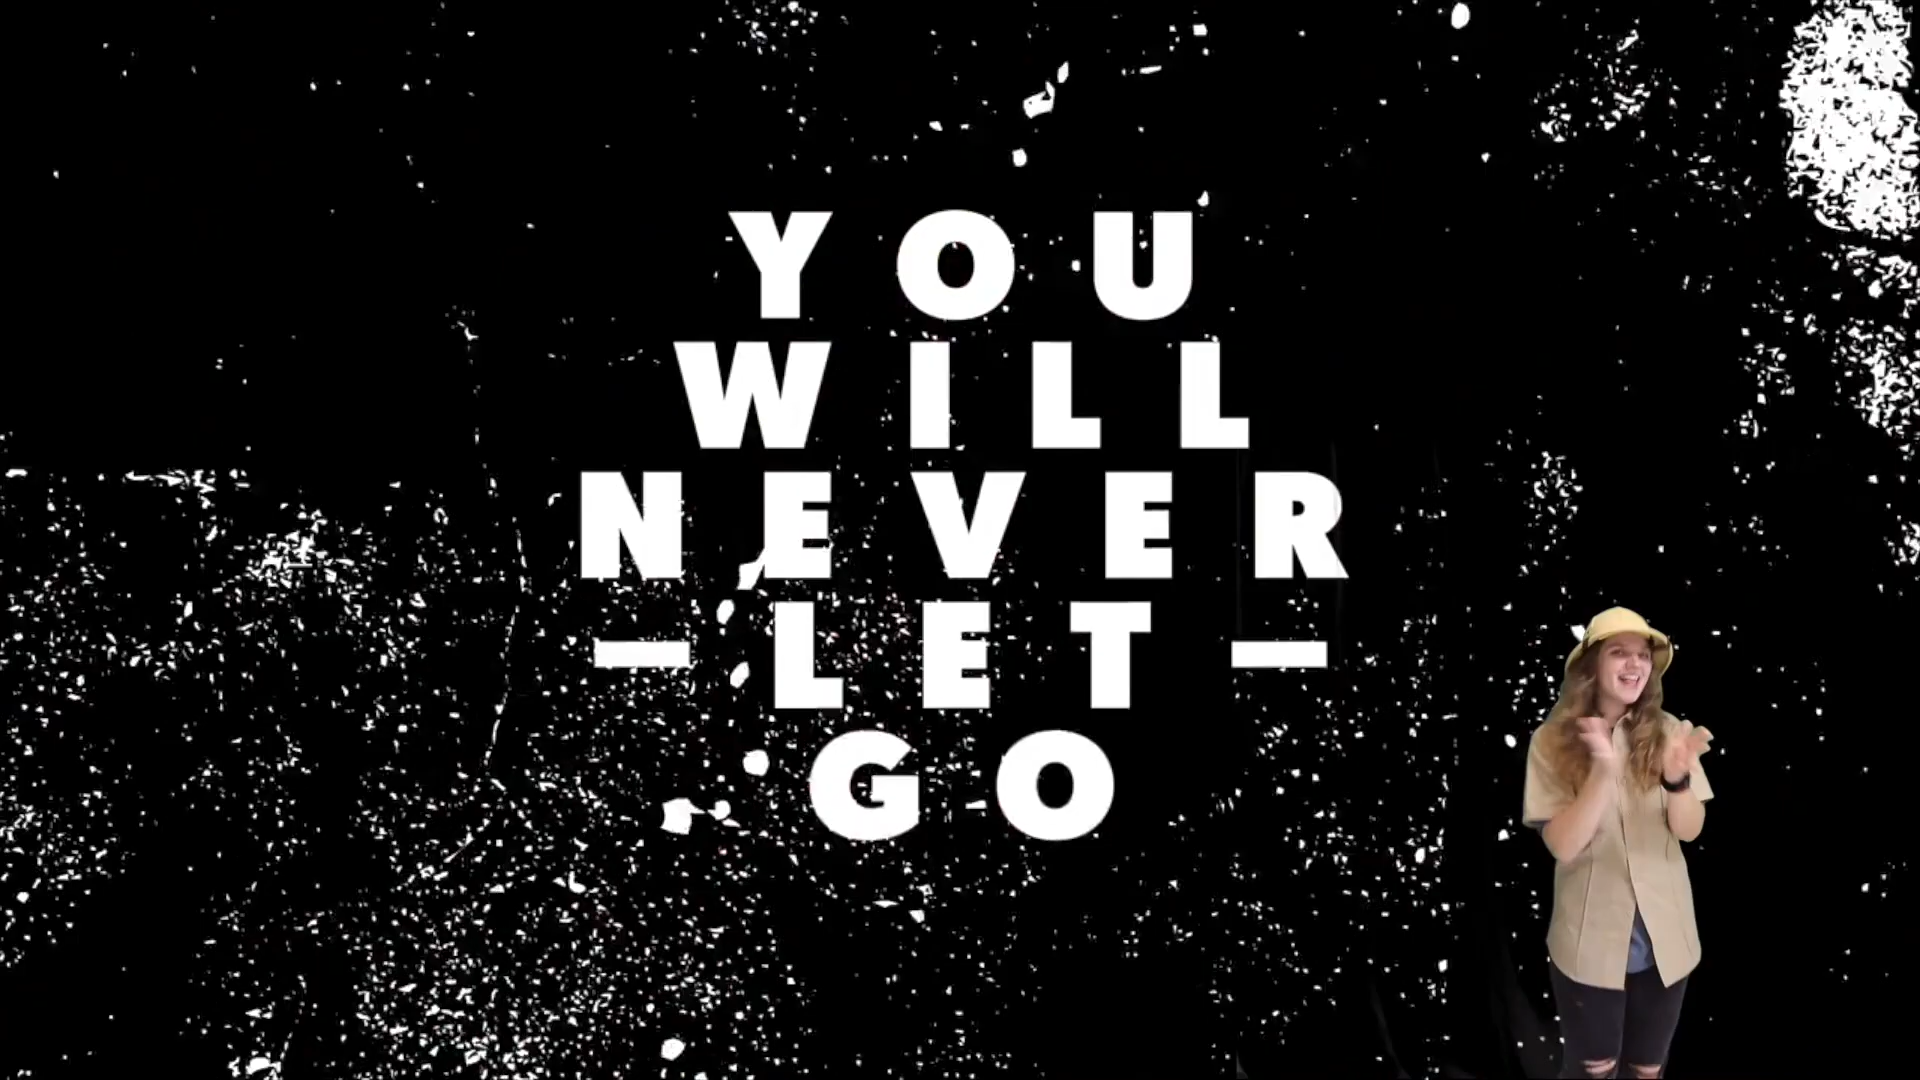 YOU
WILL
NEVER
— LET —
GO